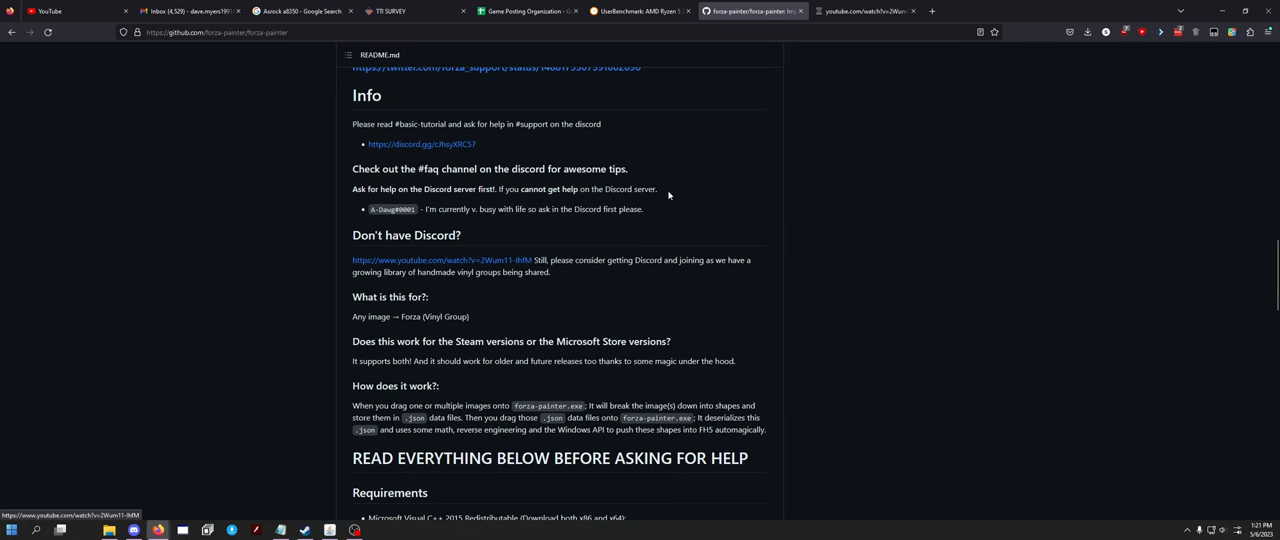 YouTube
Inbox (4,529) - dave.myers199
Asrock a8350 - Google Search
TTI SURVEY
Game Posting Organization - G
UserBenchmark: AMD Ryzen 5
forza-painter/forza-painter: Im
youtube.com/watch?v=2Wum1
https://github.com/forza-painter/forza-painter
README.md
Info
Please read #basic-tutorial and ask for help in #support on the discord
https://discord.gg/cJhsyXRC57
Check out the #faq channel on the discord for awesome tips.
Ask for help on the Discord server first!. If you cannot get help on the Discord server.
A-Dawg#0001 - I'm currently v. busy with life so ask in the Discord first please.
Don't have Discord?
https://www.youtube.com/watch?v=2Wum11-IhfM Still, please consider getting Discord and joining as we have a
growing library of handmade vinyl groups being shared.
What is this for?:
Any image → Forza (Vinyl Group)
Does this work for the Steam versions or the Microsoft Store versions?
It supports both! And it should work for older and future releases too thanks to some magic under the hood.
How does it work?:
When you drag one or multiple images onto forza-painter.exe; It will break the image(s) down into shapes and
store them in .json data files. Then you drag those .json data files onto forza-painter.exe; It deserializes this
.json and uses some math, reverse engineering and the Windows API to push these shapes into FH5 automagically.
READ EVERYTHING BELOW BEFORE ASKING FOR HELP
Requirements
Microsoft Visual C++ 2015 Redistributable (Download both x86 and x64):
https://www.youtube.com/watch?v=2Wum11-IhfM
1:21 PM
5/6/2023